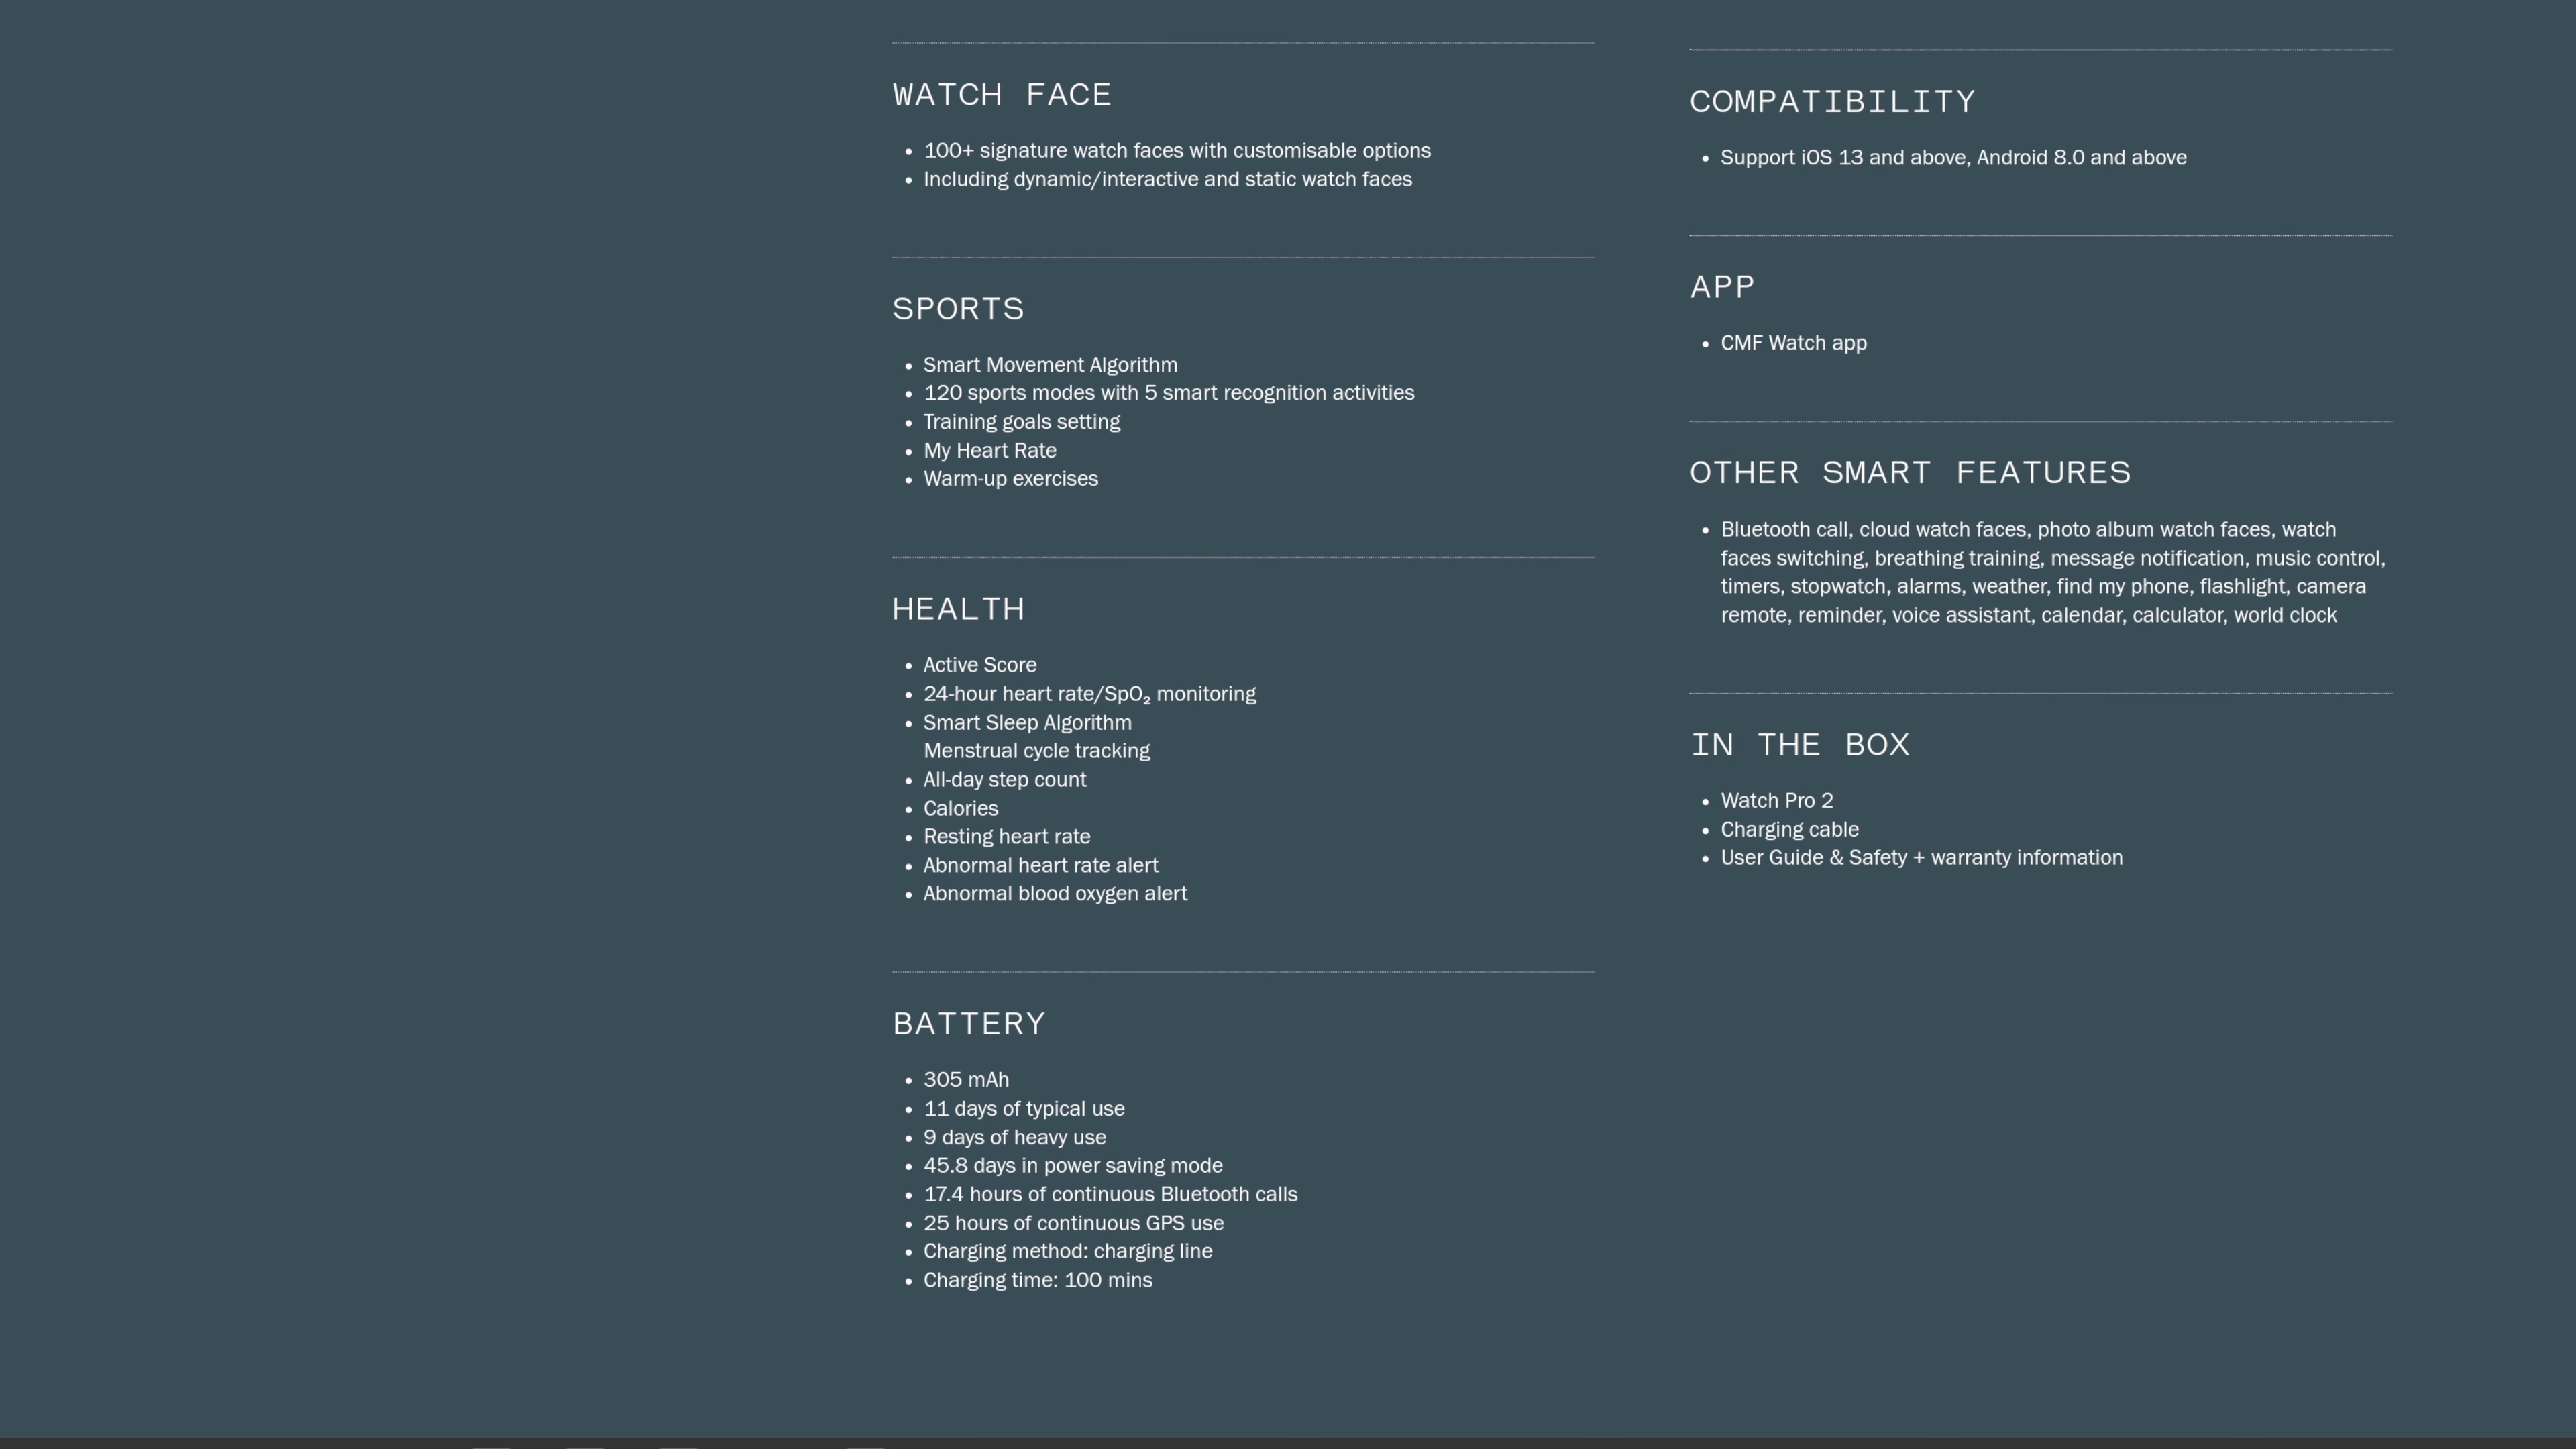 WATCH FACE
100+ signature watch faces with customisable options
Including dynamic/interactive and static watch faces
SPORTS
Smart Movement Algorithm
120 sports modes with 5 smart recognition activities
Training goals setting
My Heart Rate
Warm-up exercises
HEALTH
Active Score
24-hour heart rate/SpO₂ monitoring
Smart Sleep Algorithm
Menstrual cycle tracking
All-day step count
Calories
Resting heart rate
Abnormal heart rate alert
Abnormal blood oxygen alert
BATTERY
305 mAh
11 days of typical use
9 days of heavy use
45.8 days in power saving mode
17.4 hours of continuous Bluetooth calls
25 hours of continuous GPS use
Charging method: charging line
Charging time: 100 mins
COMPATIBILITY
Support iOS 13 and above, Android 8.0 and above
APP
CMF Watch app
OTHER SMART FEATURES
Bluetooth call, cloud watch faces, photo album watch faces, watch
faces switching, breathing training, message notification, music control,
timers, stopwatch, alarms, weather, find my phone, flashlight, camera
remote, reminder, voice assistant, calendar, calculator, world clock
IN THE BOX
Watch Pro 2
Charging cable
User Guide & Safety + warranty information